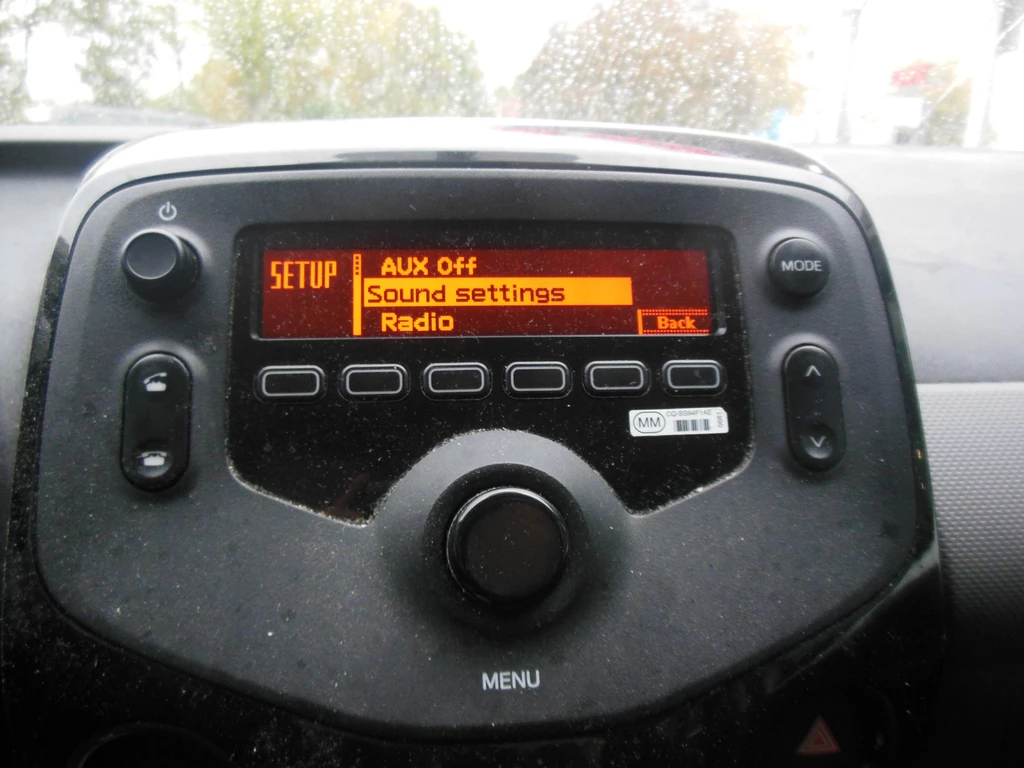 SETUP
AUX Off
Sound settings
Radio
Back
MODE
MM
MENU